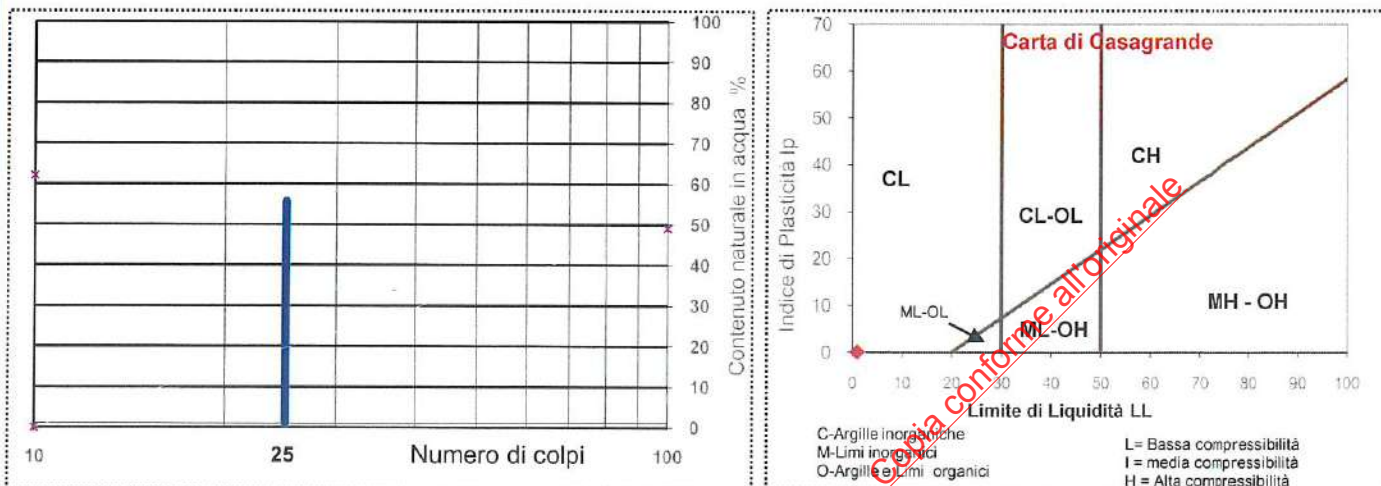 100
90
80
70
60
50
40
30
20
10
0
Contenuto naturale in acqua %
10
25
Numero di colpi
100
Carta di Casagrande
70
60
50
40
30
20
10
0
Indice di Plasticità Ip
CL
CL-OL
CH
ML-OL
ML-OH
MH - OH
0 10 20 30 40 50 60 70 80 90 100
Limite di Liquidità LL
C-Argille inorganiche
M-Limi inorganici
O-Argille e Limi organici
L= Bassa compressibilità
I = media compressibilità
H = Alta compressibilità
Copia conforme all'originale